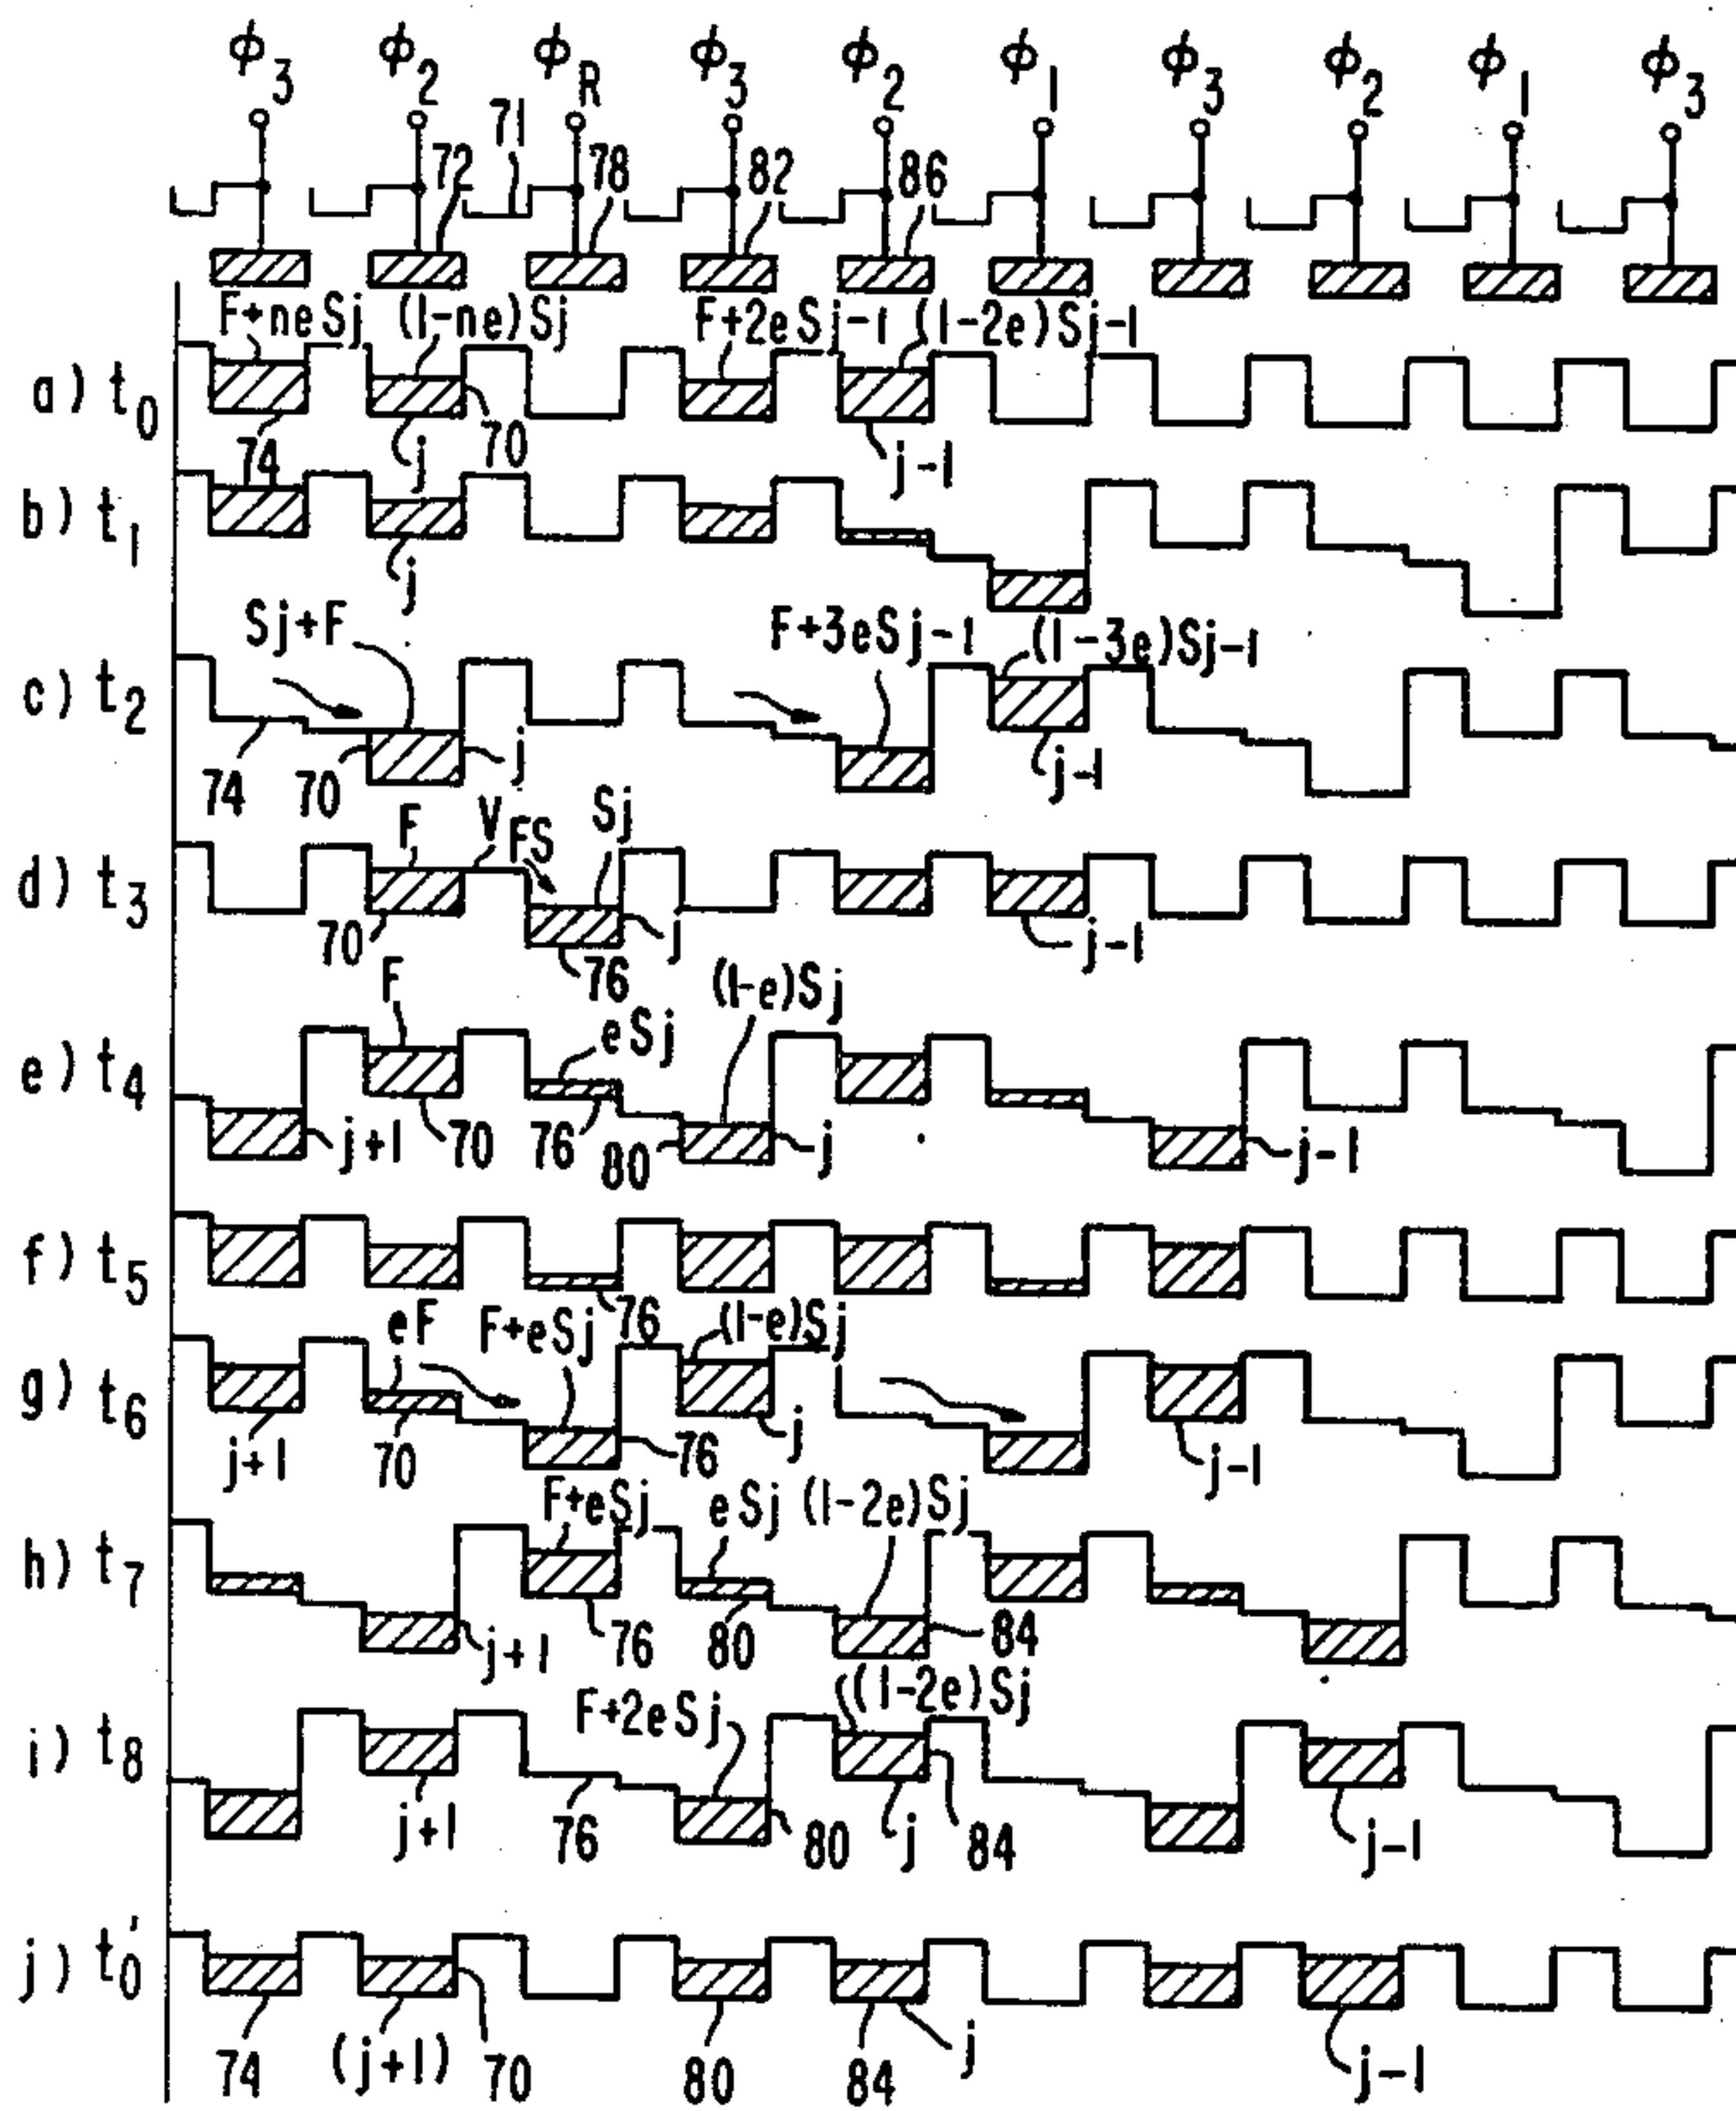 ϕ3 ϕ2 ϕR ϕ3 ϕ2 ϕ1 ϕ3 ϕ2 ϕ1 ϕ3
72 71 78 82 86
F+neSj (1-ne)Sj F+2eSj-1 (1-2e)Sj-1
a) t0
74 j 70 j-1
b) t1
j
Sj+F F+3eSj-1 (1-3e)Sj-1
c) t2
74 70 j j-1
F VFS Sj
d) t3
70 76 j j-1
F eSj (1-e)Sj
e) t4
j+1 70 76 80 j j-1
f) t5
76
eF F+eSj (1-e)Sj
g) t6
j+1 70 76 j j-1
F+eSj eSj (1-2e)Sj
h) t7
j+1 76 80 84
F+2eSj (1-2e)Sj
i) t8
j+1 76 80 j 84 j-1
j) t0'
74 (j+1) 70 80 84 j j-1